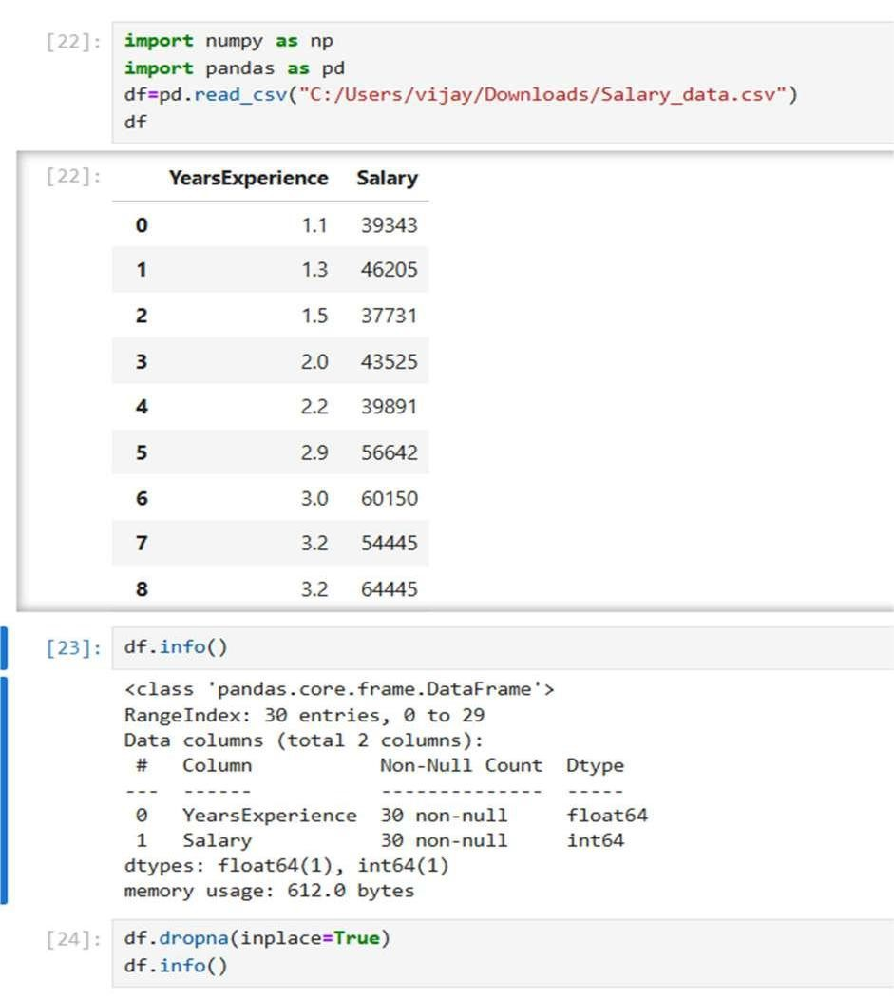 [22]: import numpy as np
import pandas as pd
df=pd.read_csv("C:/Users/vijay/Downloads/Salary_data.csv")
df
[22]: YearsExperience Salary
0 1.1 39343
1 1.3 46205
2 1.5 37731
3 2.0 43525
4 2.2 39891
5 2.9 56642
6 3.0 60150
7 3.2 54445
8 3.2 64445
[23]: df.info()
<class 'pandas.core.frame.DataFrame'>
RangeIndex: 30 entries, 0 to 29
Data columns (total 2 columns):
# Column Non-Null Count Dtype
--- ------ -------------- -----
0 YearsExperience 30 non-null float64
1 Salary 30 non-null int64
dtypes: float64(1), int64(1)
memory usage: 612.0 bytes
[24]: df.dropna(inplace=True)
df.info()